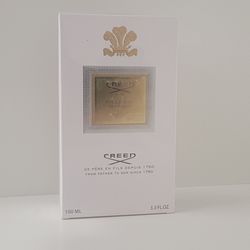 CREED
DE PÈRE EN FILS DEPUIS 1760
FROM FATHER TO SON SINCE 1760
100 ML 3.3 FL.OZ